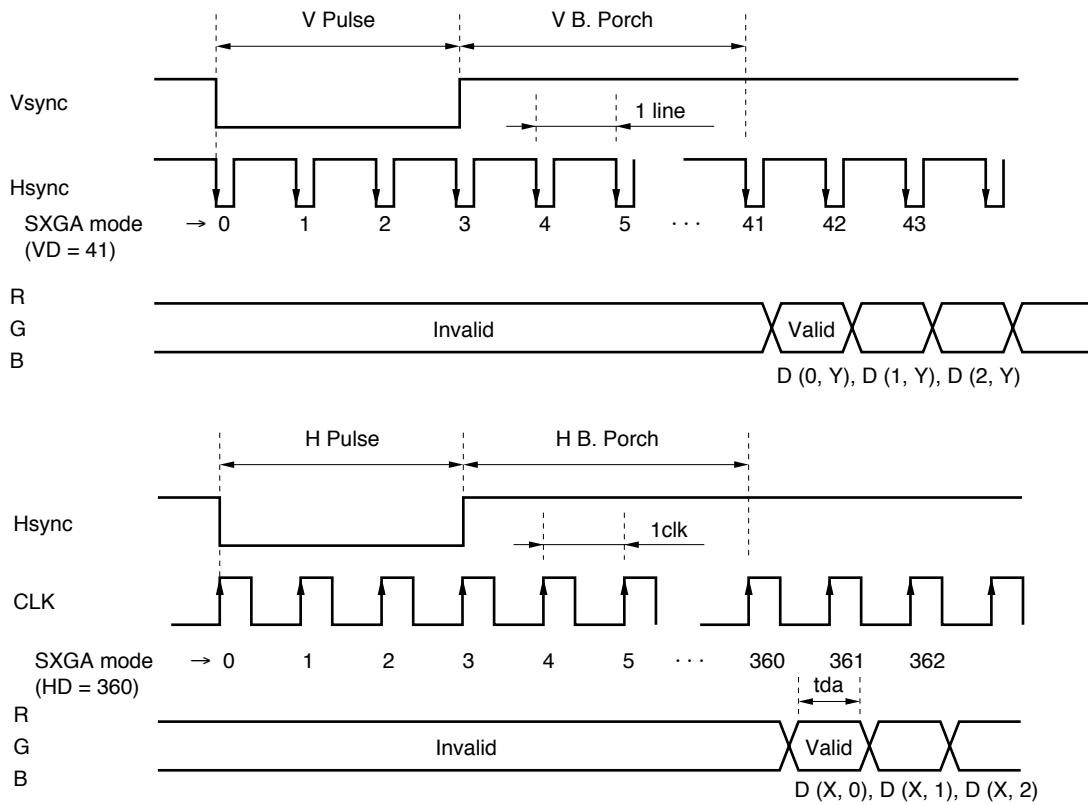 V Pulse V B. Porch
Vsync
1 line
Hsync
SXGA mode → 0 1 2 3 4 5 ··· 41 42 43
(VD = 41)
R
G Invalid Valid
B
D (0, Y), D (1, Y), D (2, Y)
H Pulse H B. Porch
Hsync
1clk
CLK
SXGA mode → 0 1 2 3 4 5 ··· 360 361 362
(HD = 360)
tda
R
G Invalid Valid
B
D (X, 0), D (X, 1), D (X, 2)